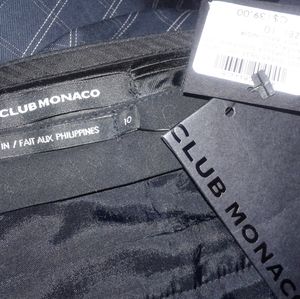 CLUB MONACO
10
IN / FAIT AUX PHILIPPINES
CLUB MONACO